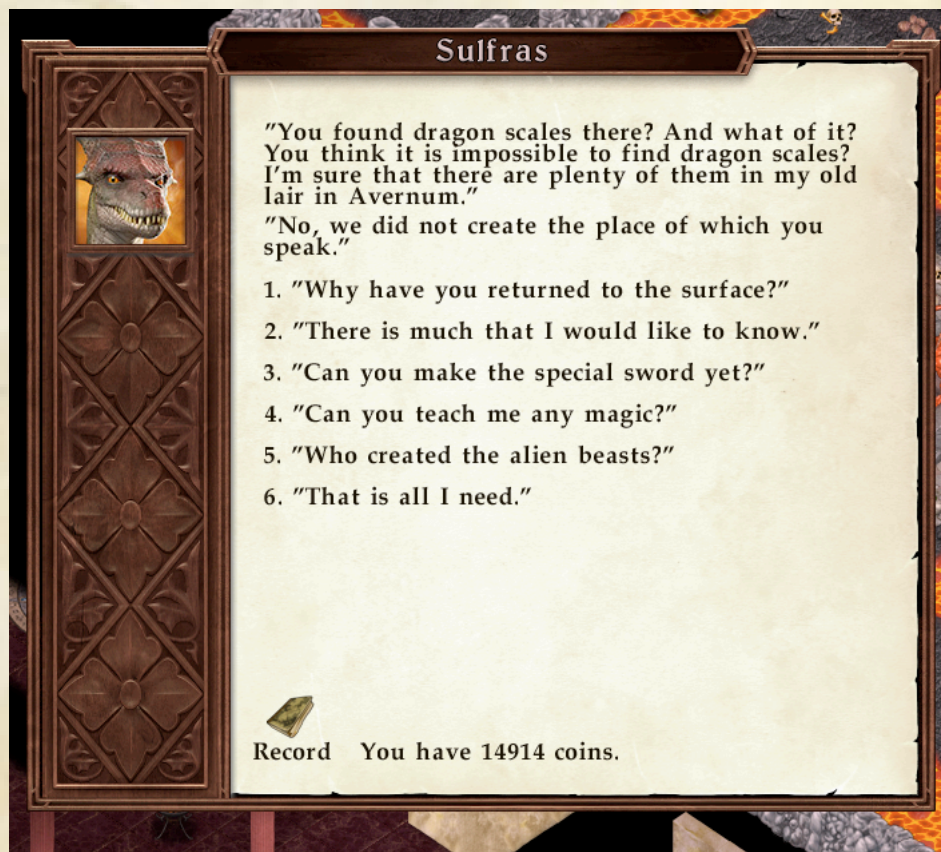 Sulfras
"You found dragon scales there? And what of it?
You think it is impossible to find dragon scales?
I'm sure that there are plenty of them in my old
lair in Avernum."
"No, we did not create the place of which you
speak."
1. "Why have you returned to the surface?"
2. "There is much that I would like to know."
3. "Can you make the special sword yet?"
4. "Can you teach me any magic?"
5. "Who created the alien beasts?"
6. "That is all I need."
Record You have 14914 coins.